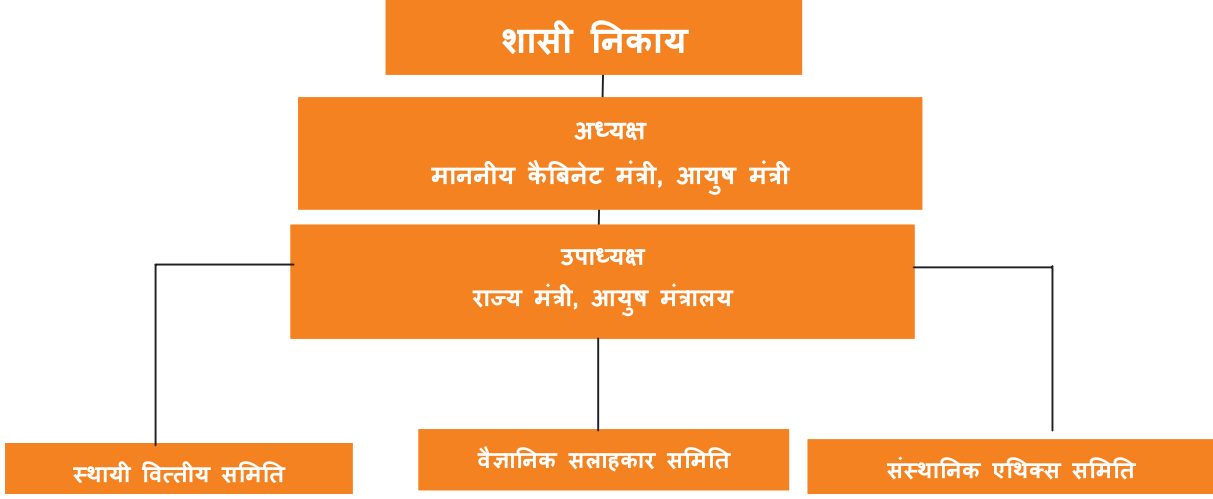 शासी निकाय
अध्यक्ष
माननीय कैबिनेट मंत्री, आयुष मंत्री
उपाध्यक्ष
राज्य मंत्री, आयुष मंत्रालय
स्थायी वित्तीय समिति
वैज्ञानिक सलाहकार समिति
संस्थानिक एथिक्स समिति